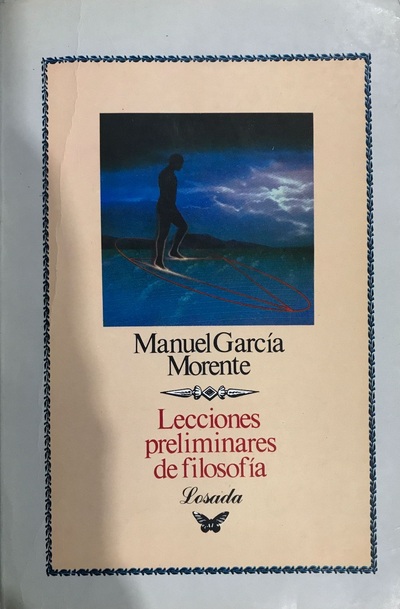 Manuel García
Morente
Lecciones
preliminares
de filosofía
Losada